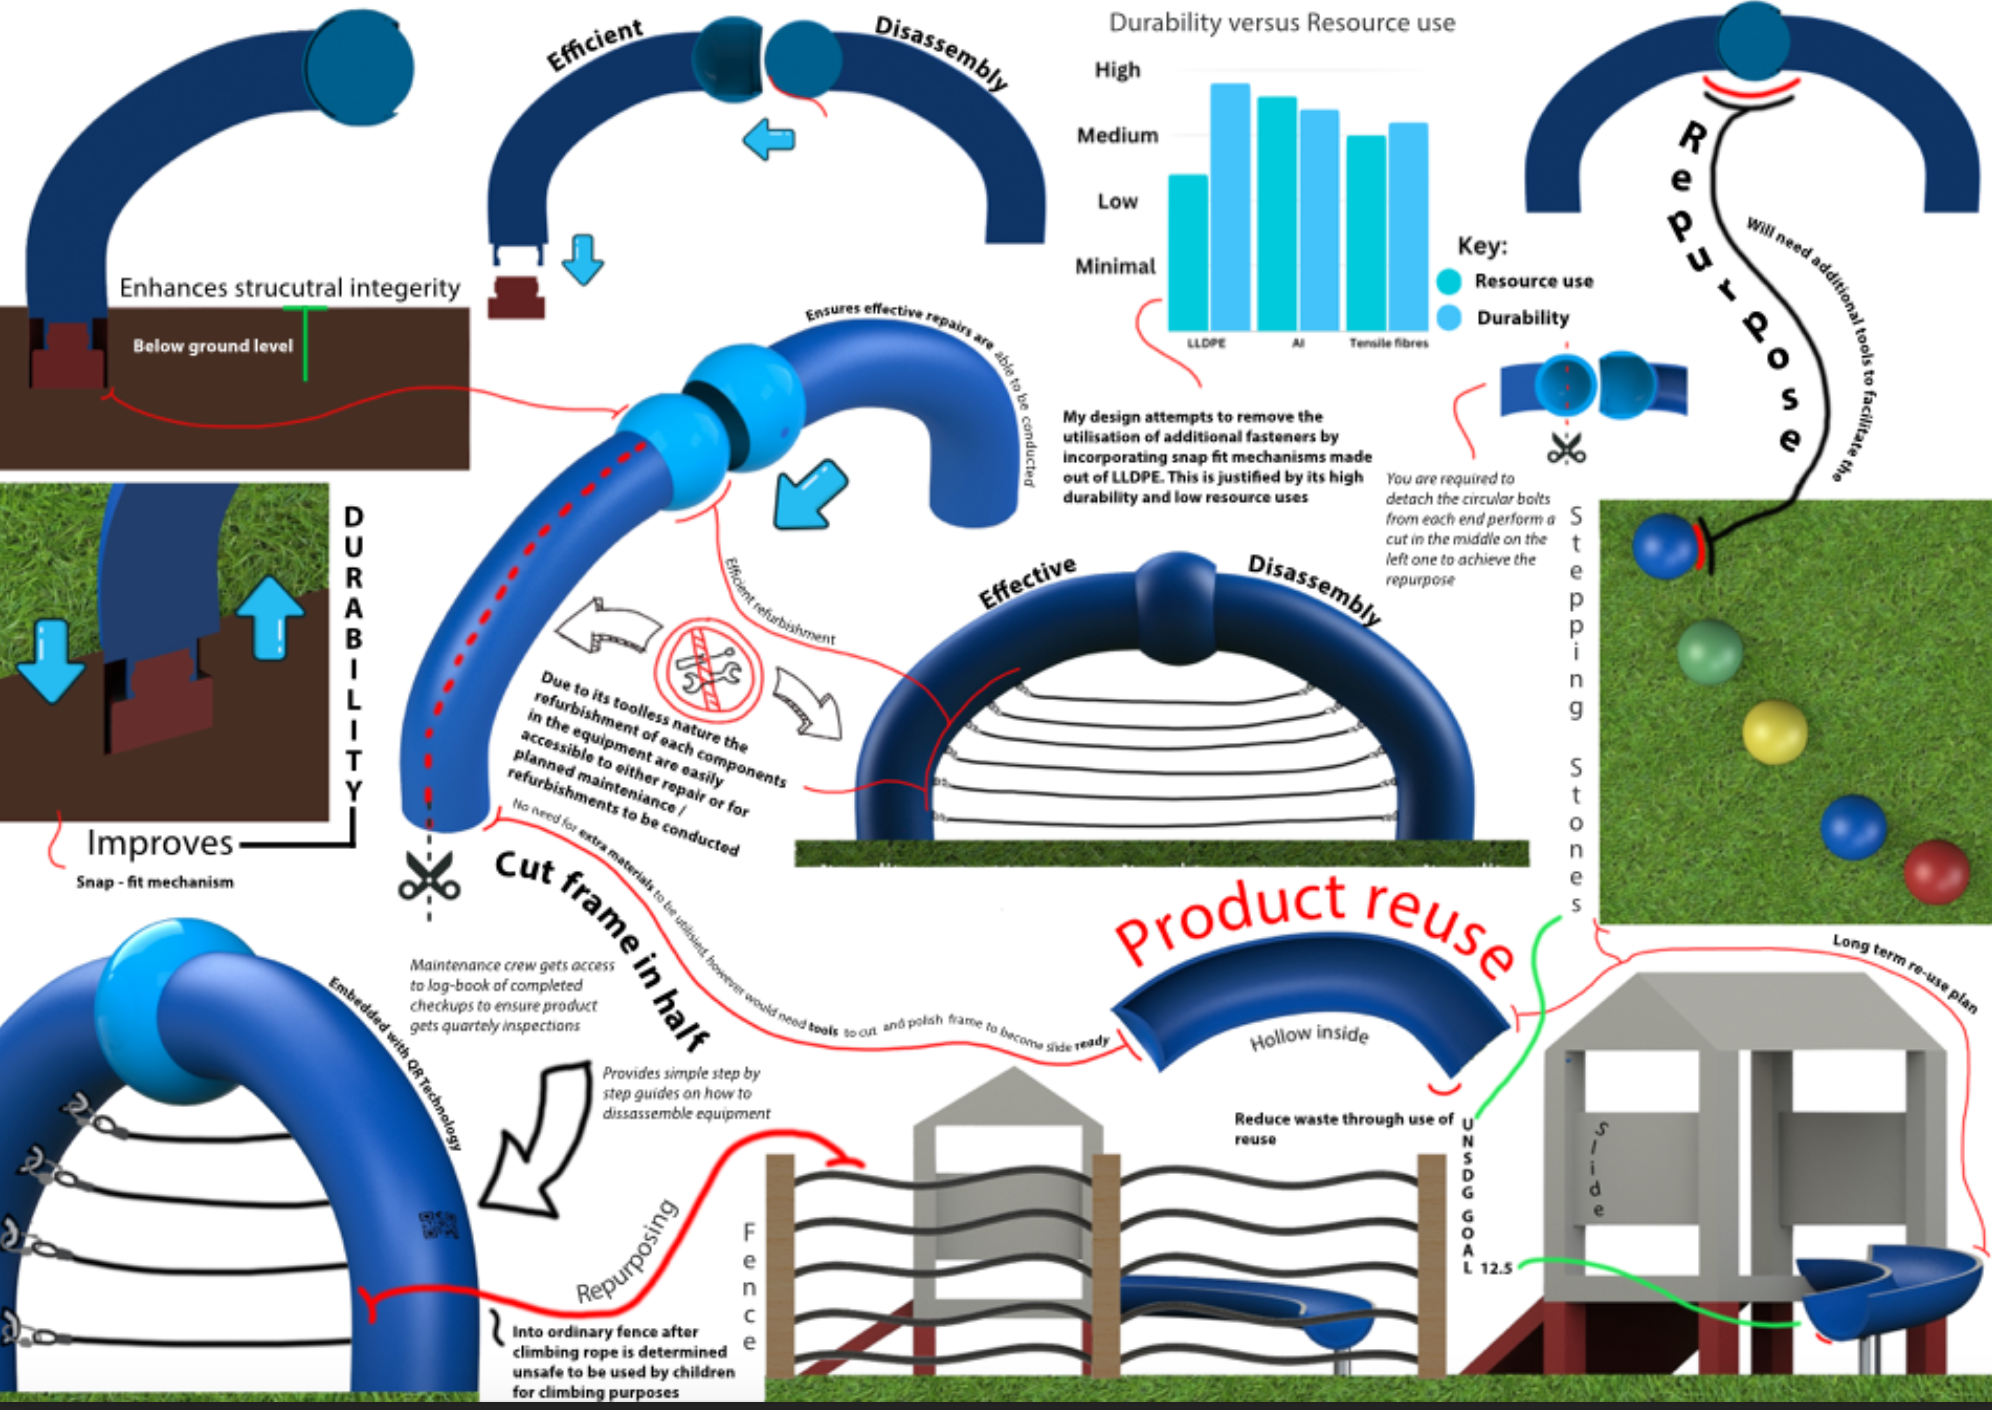 Efficient
Disassembly
Durability versus Resource use
High
Medium
Low
Minimal
LLDPE
Al
Tensile fibres
Key:
Resource use
Durability
Repurpose
Will need additional tools to facilitate the
Enhances strucutral integerity
Below ground level
Ensures effective repairs are able to be conducted
My design attempts to remove the
utilisation of additional fasteners by
incorporating snap fit mechanisms made
out of LLDPE. This is justified by its high
durability and low resource uses
You are required to
detach the circular bolts
from each end perform a
cut in the middle on the
left one to achieve the
repurpose
Stepping Stones
DURABILITY
Improves
Snap - fit mechanism
Efficient refurbishment
Effective
Disassembly
Due to its toolless nature the
refurbishment of each components
in the equipment are easily
accessible to either repair or for
planned mainteniance /
refurbishments to be conducted
No need for extra materials to be utilisied, however would need tools to cut and polish frame to become slide ready
Cut frame in half
Product reuse
Hollow inside
Long term re-use plan
Embedded with QR Technology
Maintenance crew gets access
to log-book of completed
checkups to ensure product
gets quartely inspections
Provides simple step by
step guides on how to
dissassemble equipment
Reduce waste through use of
reuse
UNSDG GOAL 12.5
Slide
Repurposing
Fence
Into ordinary fence after
climbing rope is determined
unsafe to be used by children
for climbing purposes